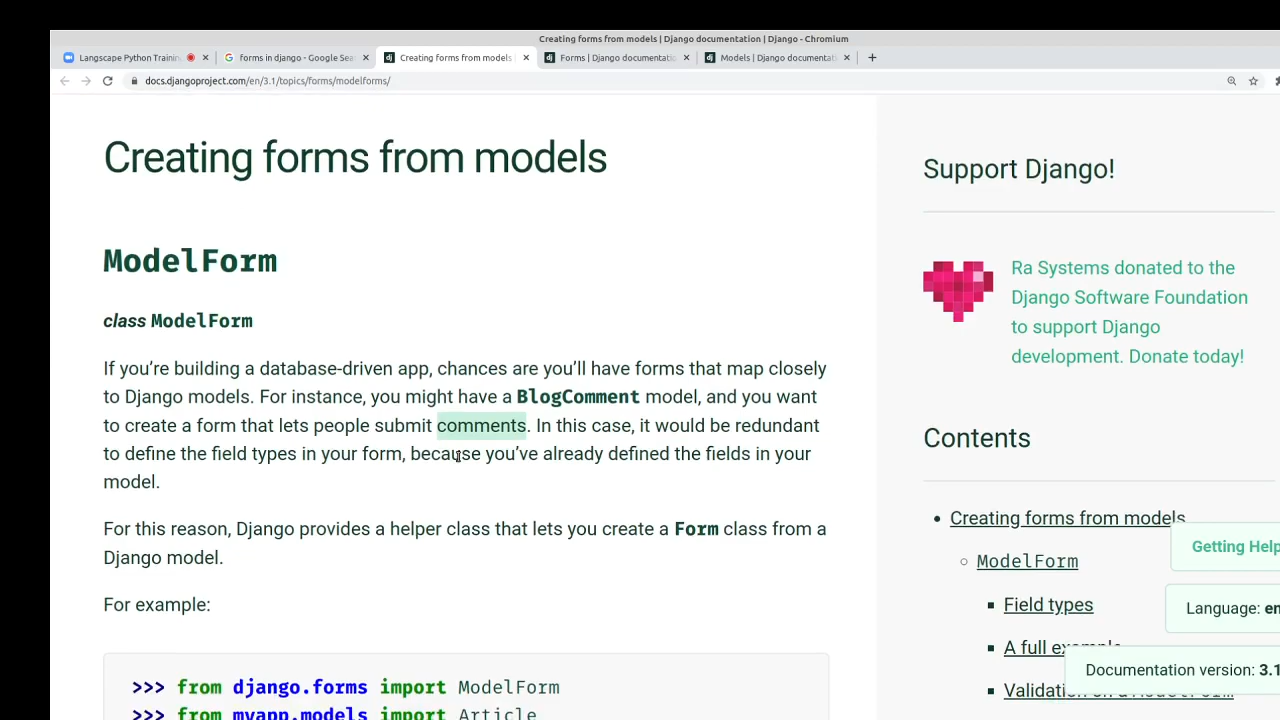 Creating forms from models | Django documentation | Django - Chromium
Langscape Python Training
forms in django - Google Sea
Creating forms from models
Forms | Django documentatio
Models | Django documentati
docs.djangoproject.com/en/3.1/topics/forms/modelforms/
Creating forms from models
ModelForm
class ModelForm
If you’re building a database-driven app, chances are you’ll have forms that map closely
to Django models. For instance, you might have a BlogComment model, and you want
to create a form that lets people submit comments. In this case, it would be redundant
to define the field types in your form, because you’ve already defined the fields in your
model.
For this reason, Django provides a helper class that lets you create a Form class from a
Django model.
For example:
>>> from django.forms import ModelForm
>>> from myapp.models import Article
Support Django!
Ra Systems donated to the
Django Software Foundation
to support Django
development. Donate today!
Contents
Creating forms from models
ModelForm
Field types
A full example
Validation on a ModelForm
Getting Help
Language: en
Documentation version: 3.1